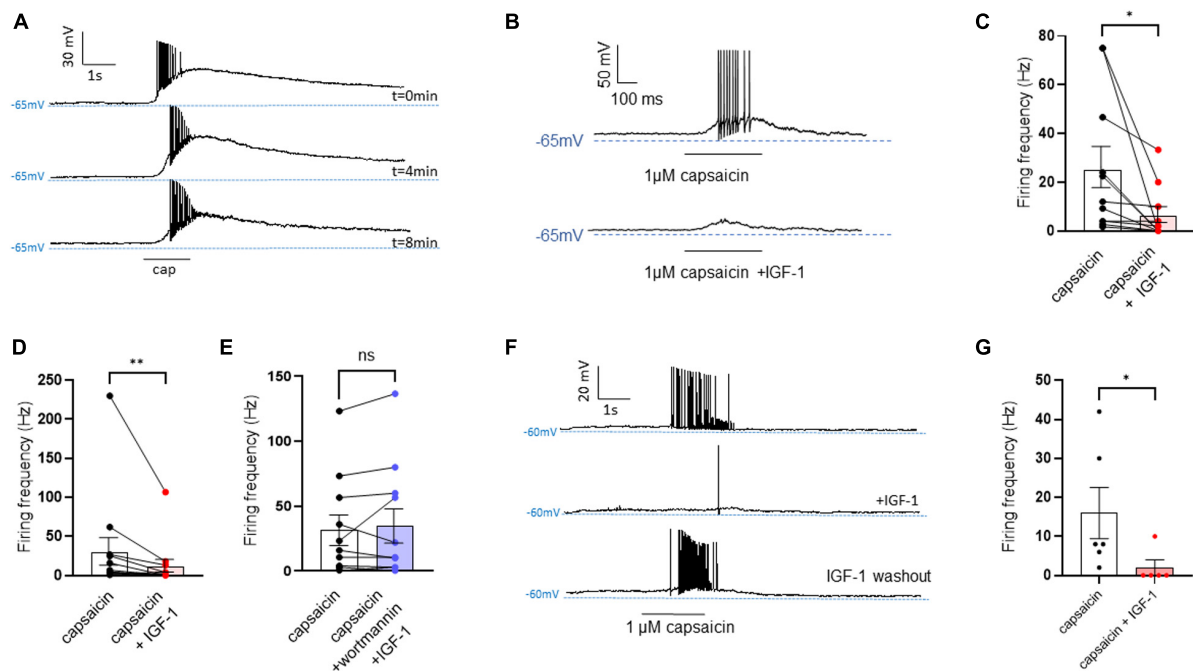 A
30 mV
1s
-65mV
t=0min
t=4min
-65mV
t=8min
cap
B
50 mV
100 ms
-65mV
1µM capsaicin
-65mV
1µM capsaicin +IGF-1
C
*
80
60
40
20
0
Firing frequency (Hz)
capsaicin
capsaicin
+ IGF-1
D
**
250
200
150
100
50
0
Firing frequency (Hz)
capsaicin
capsaicin
+ IGF-1
E
ns
150
100
50
0
Firing frequency (Hz)
capsaicin
capsaicin
+wortmannin
+IGF-1
F
20 mV
1s
-60mV
+IGF-1
-60mV
IGF-1 washout
-60mV
1 µM capsaicin
G
*
50
40
30
20
10
0
Firing frequency (Hz)
capsaicin
capsaicin + IGF-1